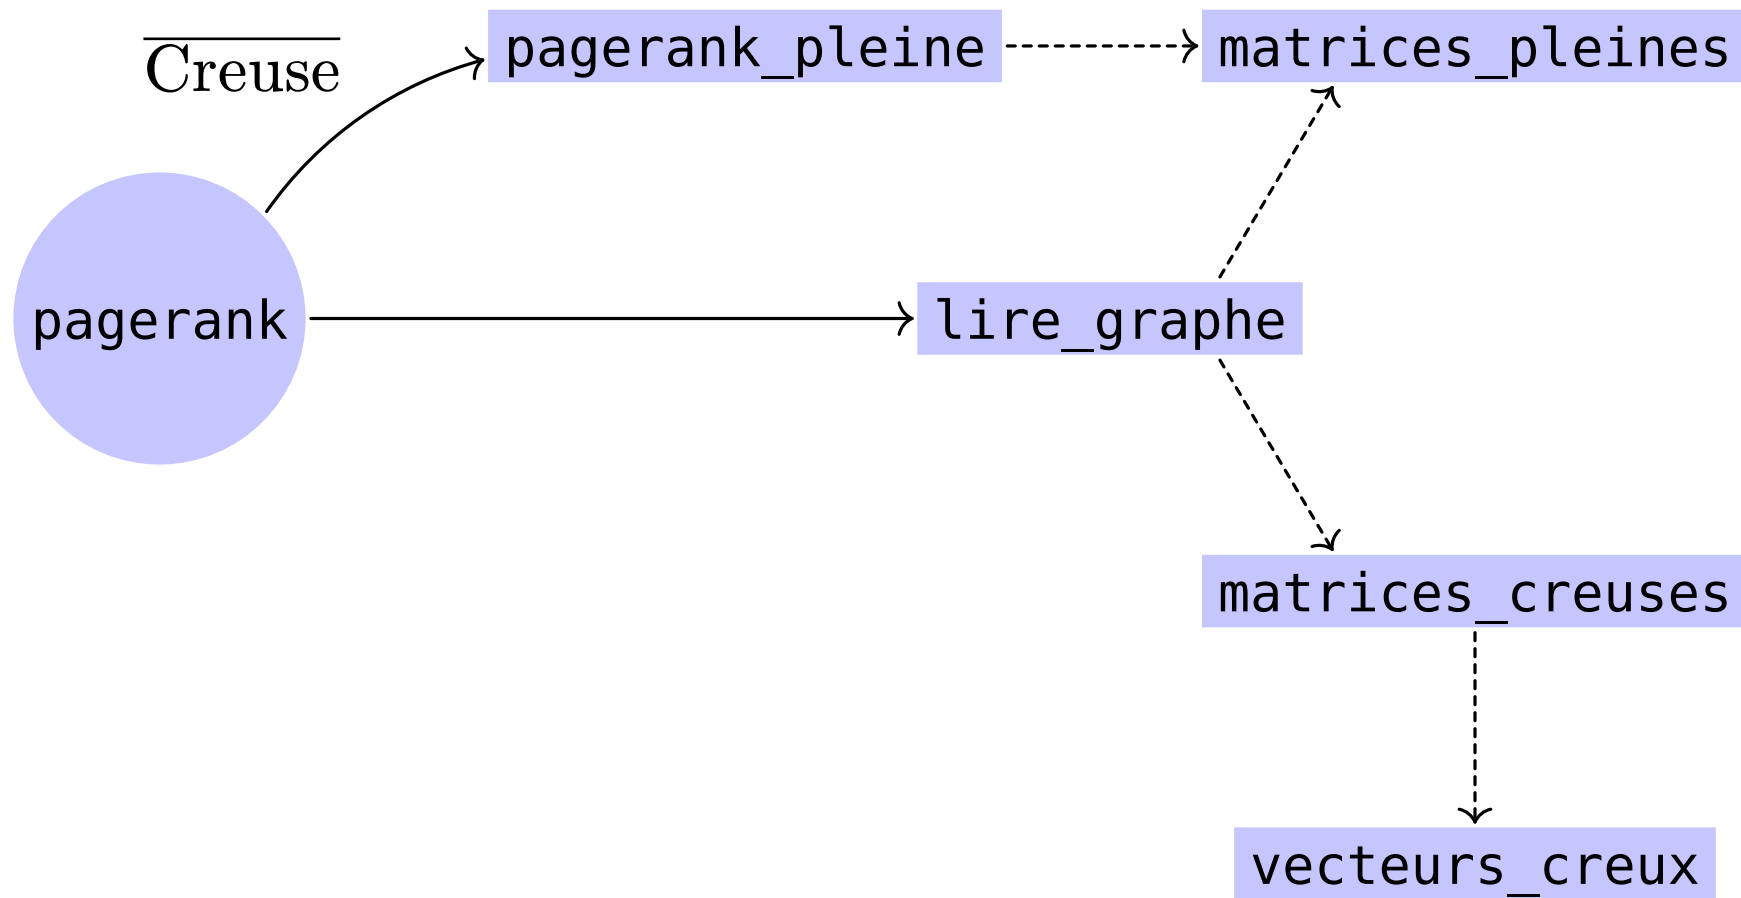 pagerank_pleine
matrices_pleines
Creuse
pagerank
lire_graphe
matrices_creuses
vecteurs_creux